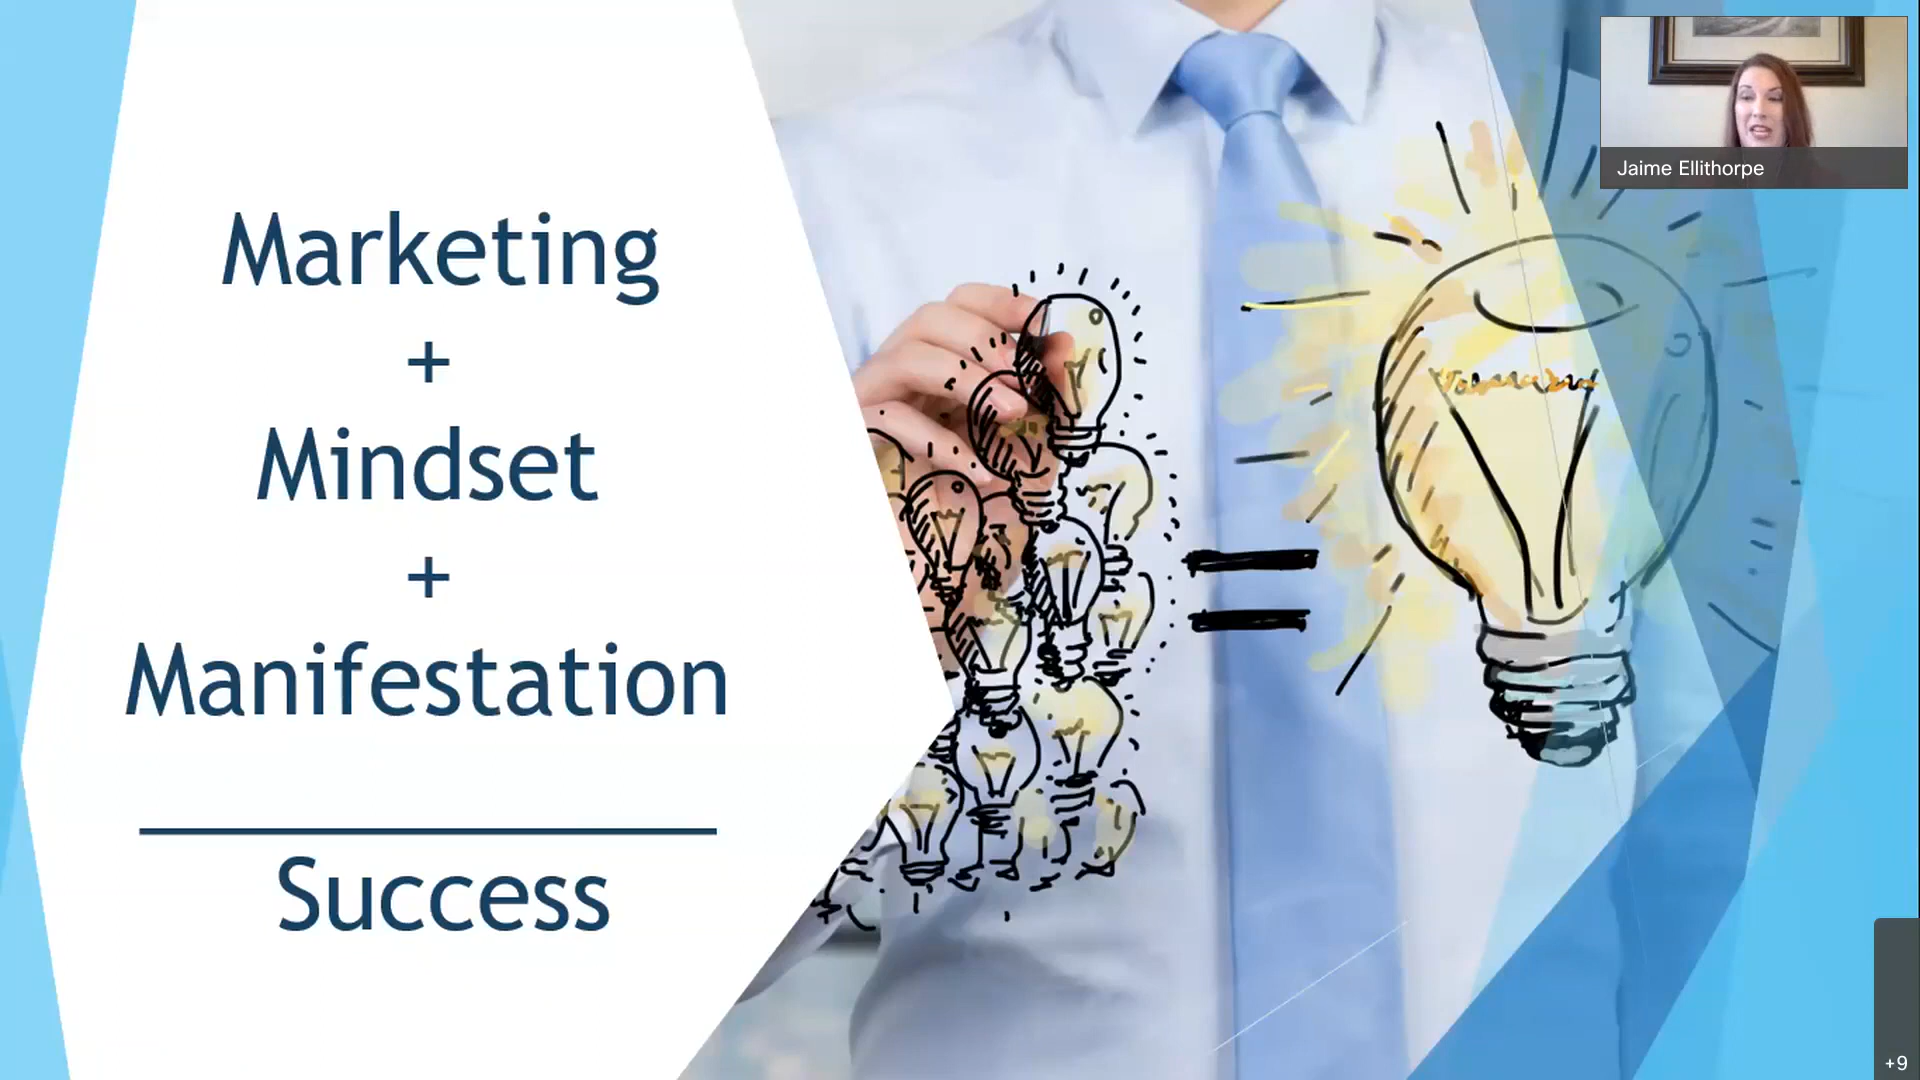 Marketing
+
Mindset
+
Manifestation
Success
Jaime Ellithorpe
+9